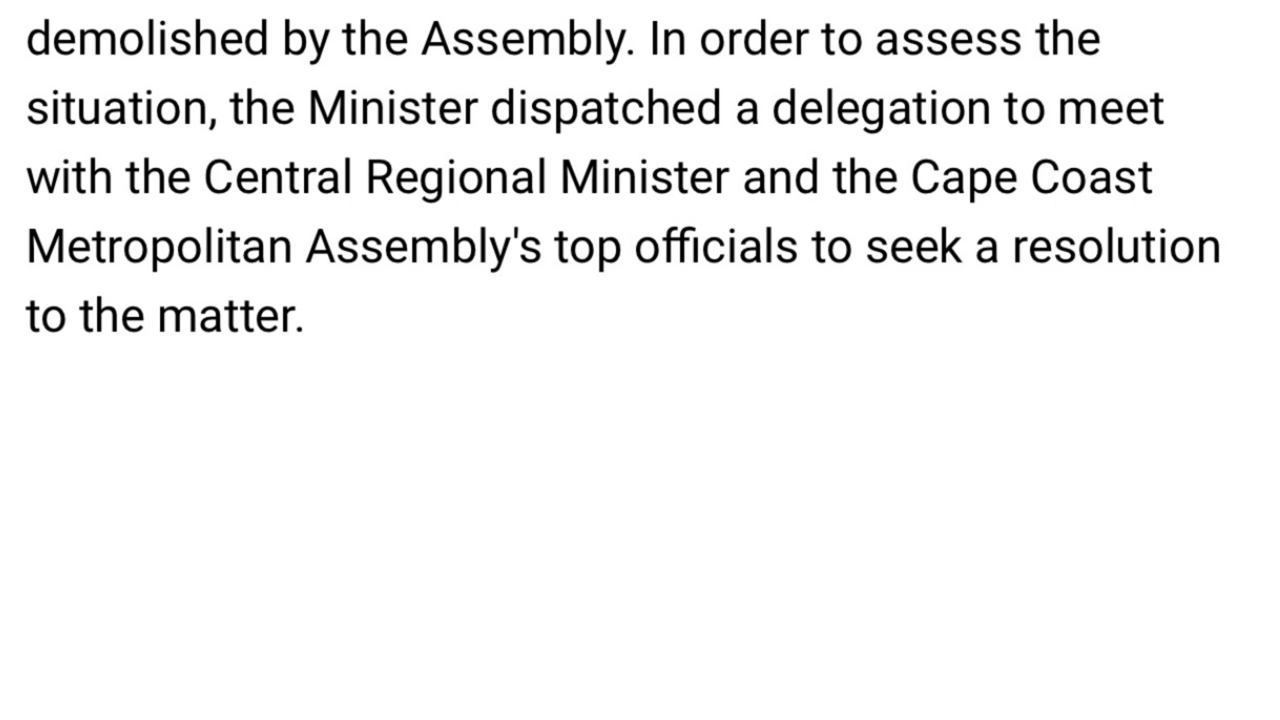 demolished by the Assembly. In order to assess the
situation, the Minister dispatched a delegation to meet
with the Central Regional Minister and the Cape Coast
Metropolitan Assembly's top officials to seek a resolution
to the matter.